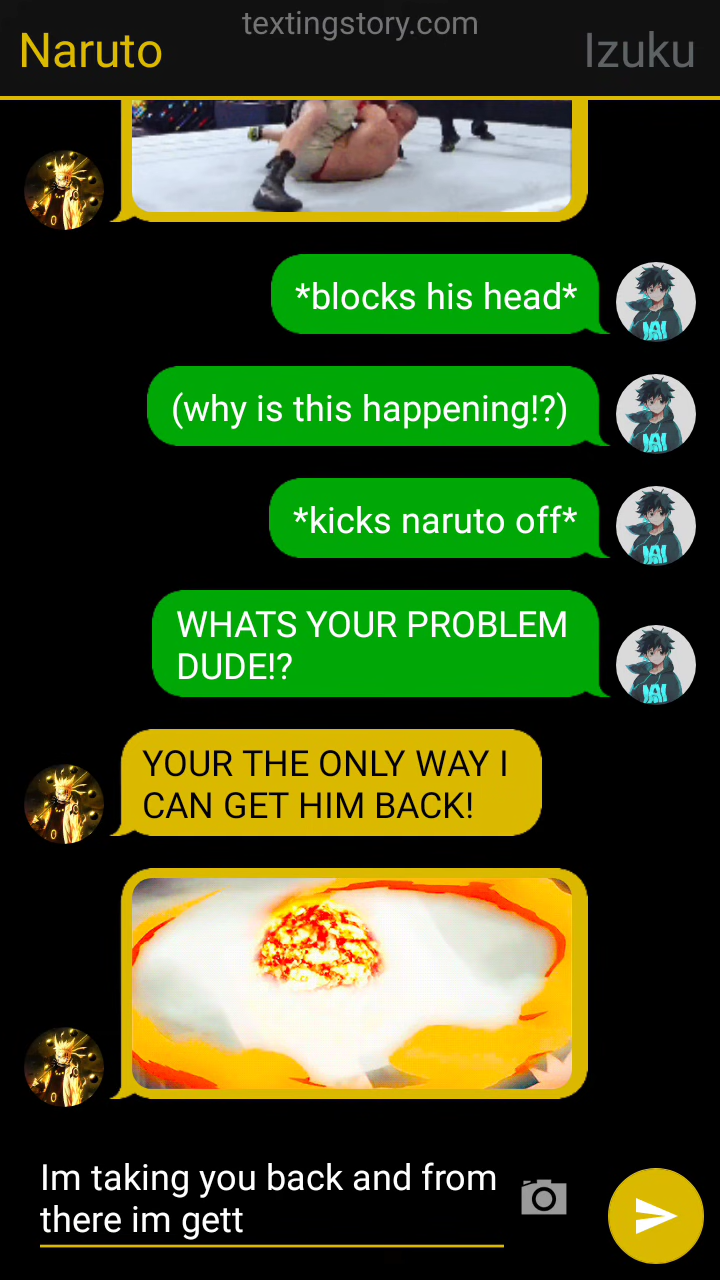 textingstory.com
Naruto
Izuku
*blocks his head*
(why is this happening!?)
*kicks naruto off*
WHATS YOUR PROBLEM
DUDE!?
YOUR THE ONLY WAY I
CAN GET HIM BACK!
Im taking you back and from
there im gett